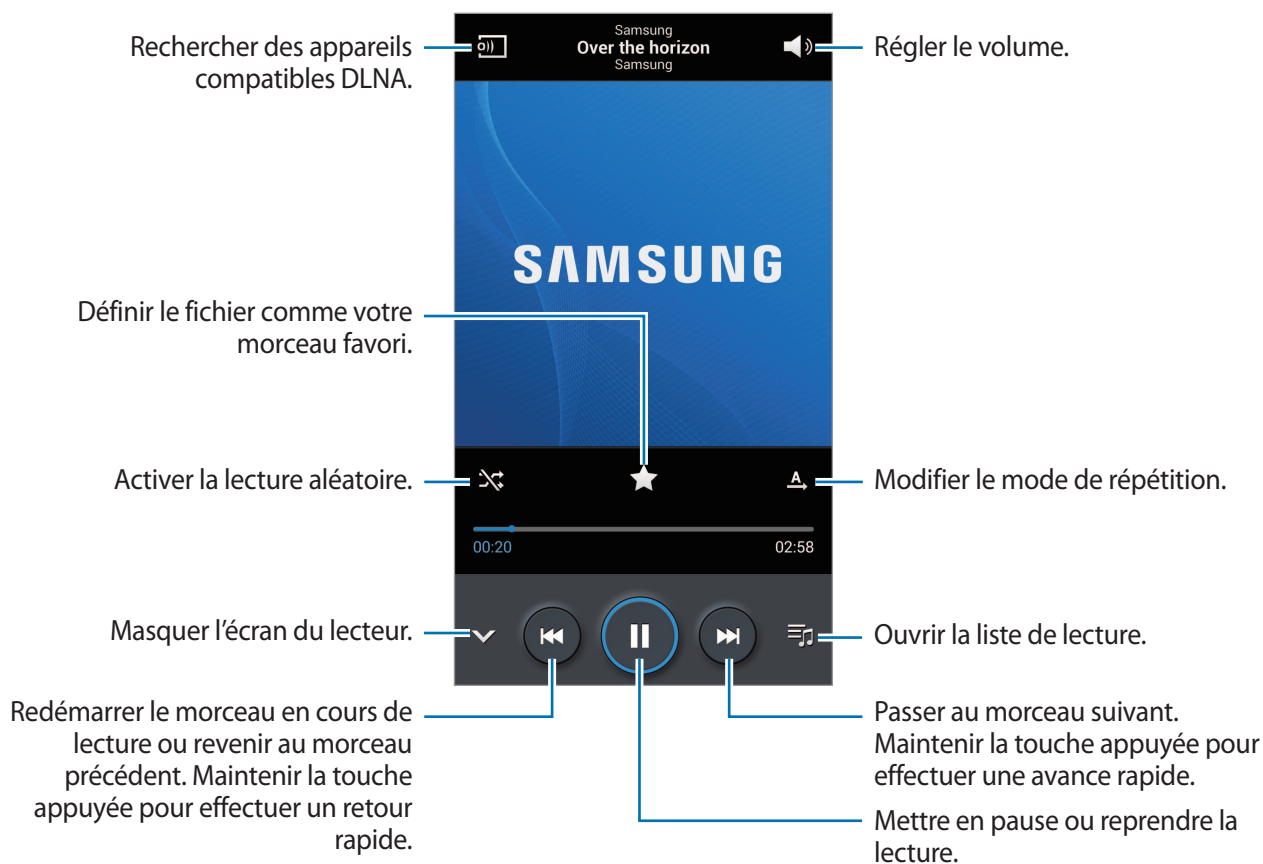 Rechercher des appareils
compatibles DLNA.
Samsung
Over the horizon
Samsung
Régler le volume.
SAMSUNG
Définir le fichier comme votre
morceau favori.
Activer la lecture aléatoire.
A
Modifier le mode de répétition.
00:20
02:58
Masquer l'écran du lecteur.
Ouvrir la liste de lecture.
Redémarrer le morceau en cours de
lecture ou revenir au morceau
précédent. Maintenir la touche
appuyée pour effectuer un retour
rapide.
Passer au morceau suivant.
Maintenir la touche appuyée pour
effectuer une avance rapide.
Mettre en pause ou reprendre la
lecture.